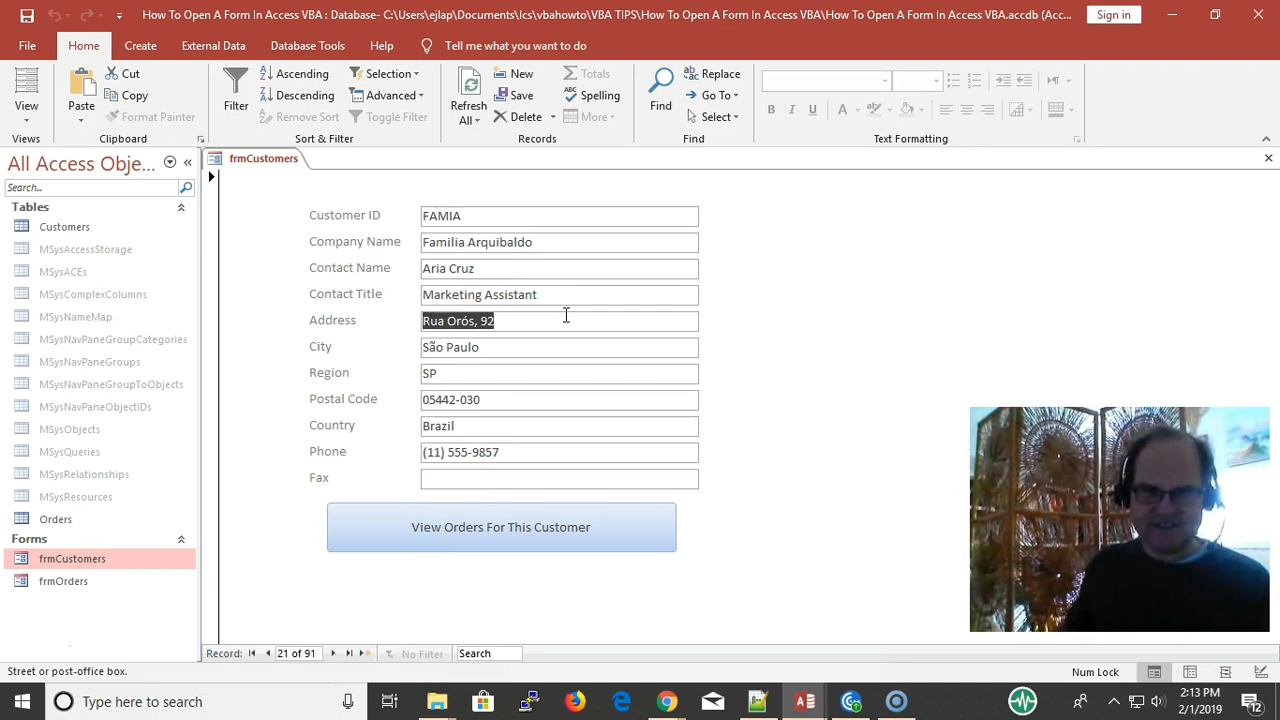 How To Open A Form In Access VBA : Database- C:\Users\ejlap\Documents\lcs\vbahowto\VBA TIPS\How To Open A Form In Access VBA\How To Open A Form In Access VBA.accdb (Acc...
Sign in
File Home Create External Data Database Tools Help Tell me what you want to do
View
Views
Paste
Cut
Copy
Format Painter
Clipboard
Filter
Ascending
Descending
Remove Sort
Selection
Advanced
Toggle Filter
Sort & Filter
Refresh
All
New
Save
Delete
Totals
Spelling
More
Records
Find
Replace
Go To
Select
Find
B I U A
Text Formatting
All Access Obje...
Search...
Tables
Customers
MSysAccessStorage
MSysACEs
MSysComplexColumns
MSysNameMap
MSysNavPaneGroupCategories
MSysNavPaneGroups
MSysNavPaneGroupToObjects
MSysNavPaneObjectIDs
MSysObjects
MSysQueries
MSysRelationships
MSysResources
Orders
Forms
frmCustomers
frmOrders
frmCustomers
Customer ID FAMIA
Company Name Familia Arquibaldo
Contact Name Aria Cruz
Contact Title Marketing Assistant
Address Rua Orós, 92
City São Paulo
Region SP
Postal Code 05442-030
Country Brazil
Phone (11) 555-9857
Fax
View Orders For This Customer
Record: 21 of 91 No Filter Search
Street or post-office box.
Num Lock
Type here to search
2:13 PM
2/1/2019
12